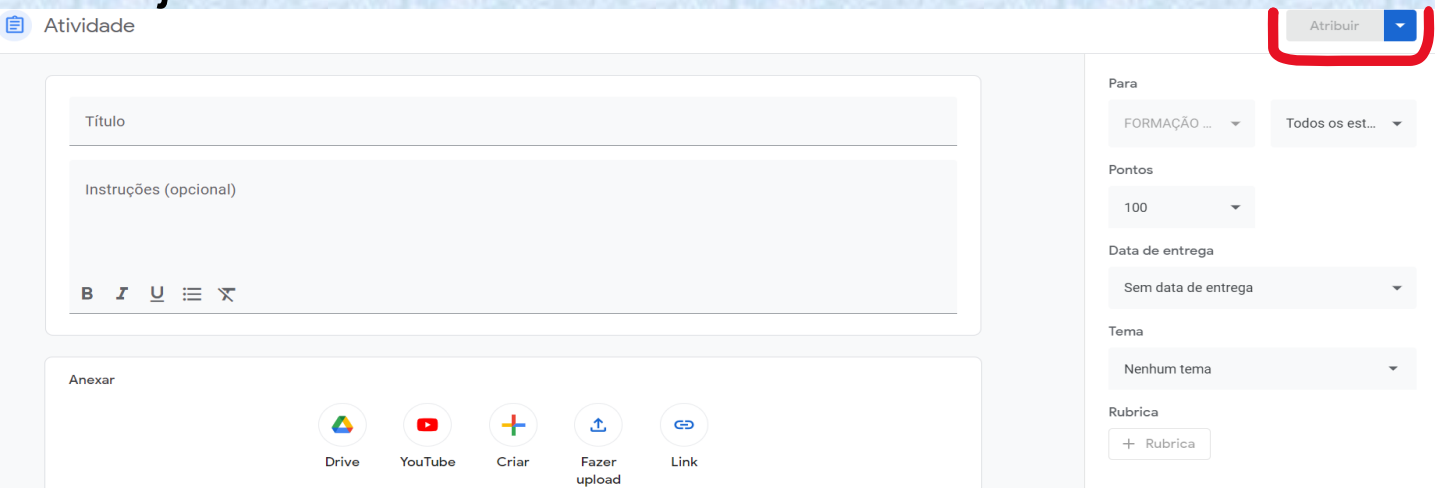 Atividade
Atribuir
Título
Instruções (opcional)
B I U
Anexar
Drive
YouTube
Criar
Fazer
upload
Link
Para
FORMAÇÃO ...
Todos os est...
Pontos
100
Data de entrega
Sem data de entrega
Tema
Nenhum tema
Rubrica
+ Rubrica